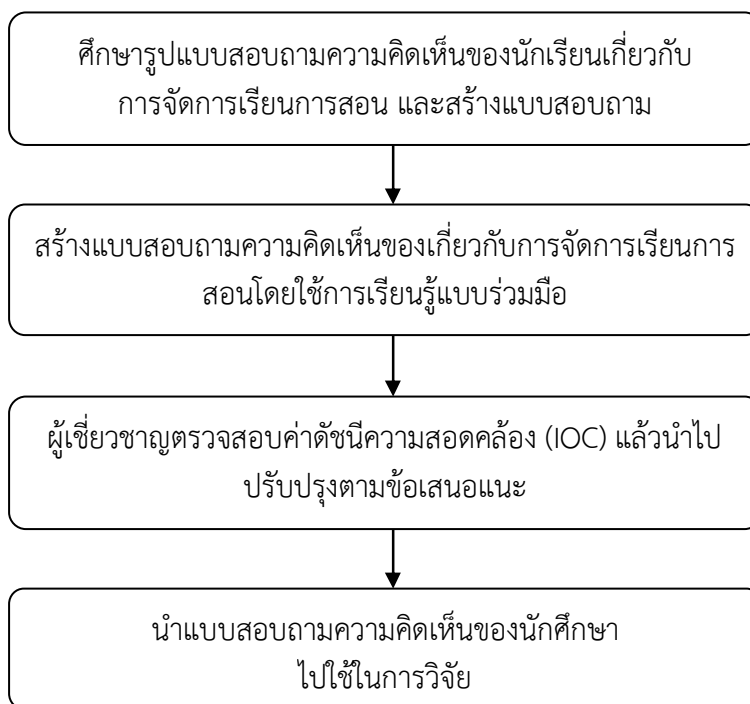 ศึกษารูปแบบสอบถามความคิดเห็นของนักเรียนเกี่ยวกับ
การจัดการเรียนการสอน และสร้างแบบสอบถาม
สร้างแบบสอบถามความคิดเห็นของเกี่ยวกับการจัดการเรียนการ
สอนโดยใช้การเรียนรู้แบบร่วมมือ
ผู้เชี่ยวชาญตรวจสอบค่าดัชนีความสอดคล้อง (IOC) แล้วนำไป
ปรับปรุงตามข้อเสนอแนะ
นำแบบสอบถามความคิดเห็นของนักศึกษา
ไปใช้ในการวิจัย